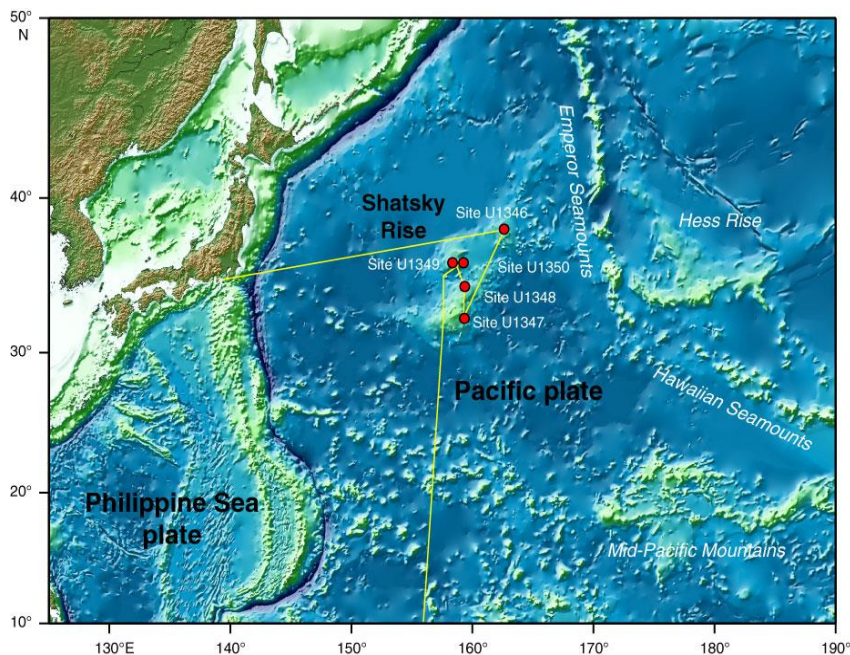 50°
N
40°
30°
20°
10°
130°E
140°
150°
160°
170°
180°
190°
Shatsky
Rise
Site U1346
Site U1349
Site U1350
Site U1348
Site U1347
Emperor Seamounts
Hess Rise
Pacific plate
Hawaiian Seamounts
Philippine Sea
plate
Mid-Pacific Mountains